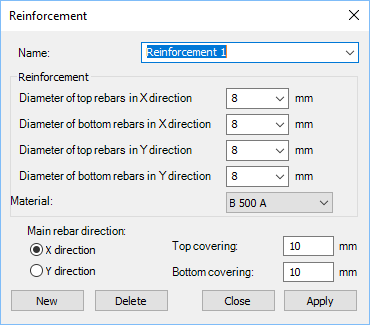 Reinforcement
Name: Reinforcement 1
Reinforcement
Diameter of top rebars in X direction 8 mm
Diameter of bottom rebars in X direction 8 mm
Diameter of top rebars in Y direction 8 mm
Diameter of bottom rebars in Y direction 8 mm
Material: B 500 A
Main rebar direction:
X direction Top covering: 10 mm
Y direction Bottom covering: 10 mm
New Delete Close Apply